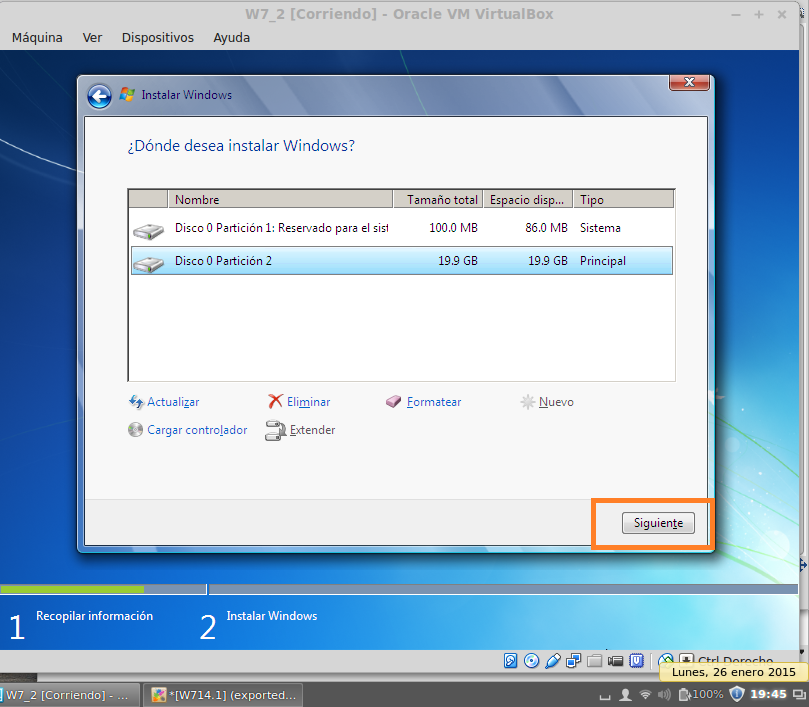 W7_2 [Corriendo] - Oracle VM VirtualBox
Máquina Ver Dispositivos Ayuda
Instalar Windows
¿Dónde desea instalar Windows?
Nombre Tamaño total Espacio disp... Tipo
Disco 0 Partición 1: Reservado para el sist 100.0 MB 86.0 MB Sistema
Disco 0 Partición 2 19.9 GB 19.9 GB Principal
Actualizar Eliminar Formatear Nuevo
Cargar controlador Extender
Siguiente
1 Recopilar información 2 Instalar Windows
Ctrl Derecho
Lunes, 26 enero 2015
W7_2 [Corriendo] - ... *[W714.1] (exported... 100% 19:45